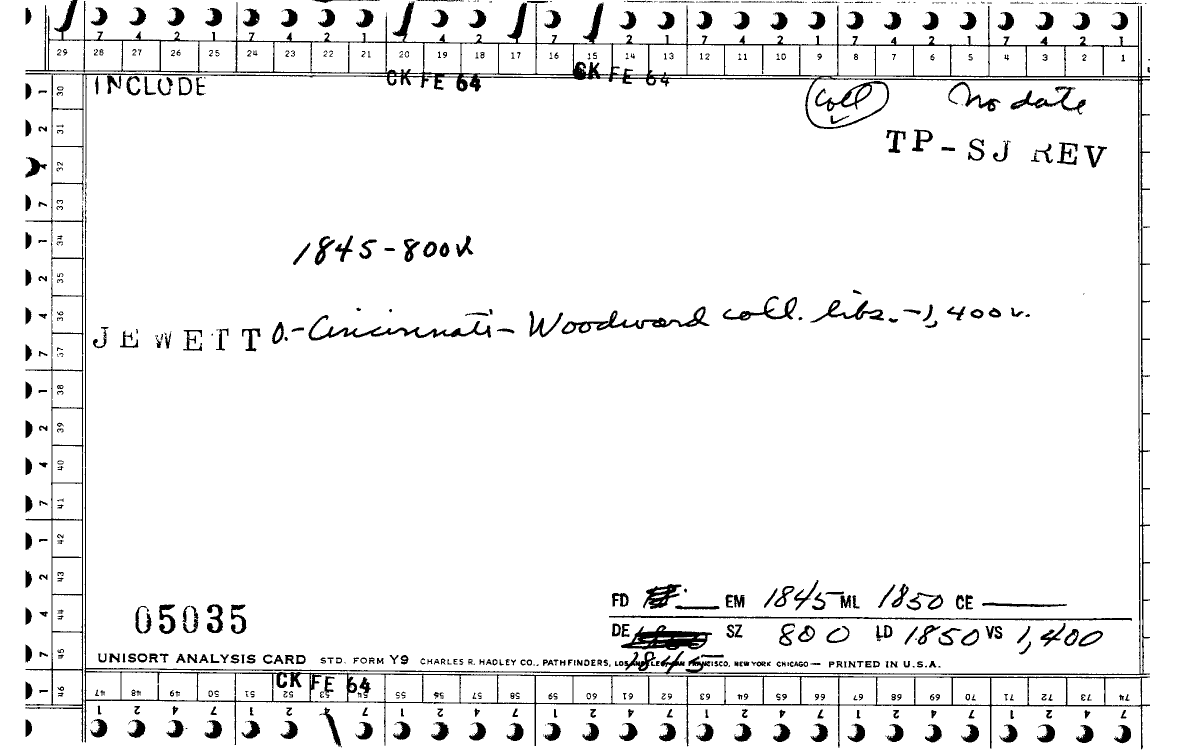 7 4 2 1 7 4 2 1 7 4 2 1 7 4 2 1 7 4 2 1 7 4 2 1 7 4 2 1
29 28 27 26 25 24 23 22 21 20 19 18 17 16 15 14 13 12 11 10 9 8 7 6 5 4 3 2 1
CK FE 64 CK FE 64
INCLUDE
coll No date
TP-SJ REV
1 30
2 31
4 32
7 33
1 34
2 35
4 36
7 37
1 38
2 39
4 40
7 41
1 42
2 43
4 44
7 45
1 46
1845-800v
JEWETT O.-Cincinnati-Woodward coll. libs.-1,400v.
05035
FD ___ EM 1845 ML 1850 CE ___
DE 1845 SZ 800 LD 1850 VS 1,400
UNISORT ANALYSIS CARD STD. FORM Y9 CHARLES R. HADLEY CO., PATHFINDERS, LOS ANGELES, SAN FRANCISCO, NEW YORK CHICAGO— PRINTED IN U.S.A.
CK FE 64
47 48 49 50 51 52 53 54 55 56 57 58 59 60 61 62 63 64 65 66 67 68 69 70 71 72 73 74
1 2 4 7 1 2 4 7 1 2 4 7 1 2 4 7 1 2 4 7 1 2 4 7 1 2 4 7